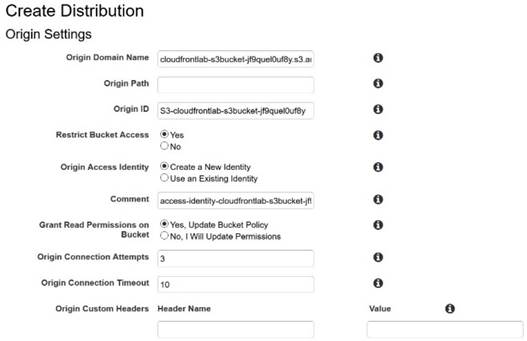 Create Distribution
Origin Settings
Origin Domain Name cloudfrontlab-s3bucket-jf9quel0uf8y.s3.a
Origin Path
Origin ID S3-cloudfrontlab-s3bucket-jf9quel0uf8y
Restrict Bucket Access Yes
No
Origin Access Identity Create a New Identity
Use an Existing Identity
Comment access-identity-cloudfrontlab-s3bucket-jf9
Grant Read Permissions on Bucket Yes, Update Bucket Policy
No, I Will Update Permissions
Origin Connection Attempts 3
Origin Connection Timeout 10
Origin Custom Headers Header Name Value